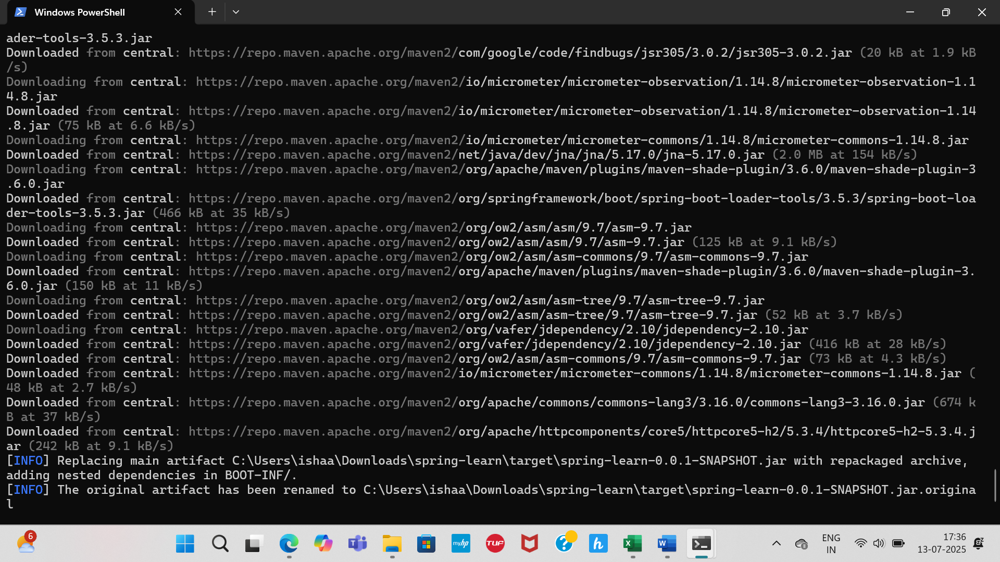 Windows PowerShell
ader-tools-3.5.3.jar
Downloaded from central: https://repo.maven.apache.org/maven2/com/google/code/findbugs/jsr305/3.0.2/jsr305-3.0.2.jar (20 kB at 1.9 kB
/s)
Downloading from central: https://repo.maven.apache.org/maven2/io/micrometer/micrometer-observation/1.14.8/micrometer-observation-1.1
4.8.jar
Downloaded from central: https://repo.maven.apache.org/maven2/io/micrometer/micrometer-observation/1.14.8/micrometer-observation-1.14
.8.jar (75 kB at 6.6 kB/s)
Downloading from central: https://repo.maven.apache.org/maven2/io/micrometer/micrometer-commons/1.14.8/micrometer-commons-1.14.8.jar
Downloaded from central: https://repo.maven.apache.org/maven2/net/java/dev/jna/jna/5.17.0/jna-5.17.0.jar (2.0 MB at 154 kB/s)
Downloading from central: https://repo.maven.apache.org/maven2/org/apache/maven/plugins/maven-shade-plugin/3.6.0/maven-shade-plugin-3
.6.0.jar
Downloaded from central: https://repo.maven.apache.org/maven2/org/springframework/boot/spring-boot-loader-tools/3.5.3/spring-boot-loa
der-tools-3.5.3.jar (466 kB at 35 kB/s)
Downloading from central: https://repo.maven.apache.org/maven2/org/ow2/asm/asm/9.7/asm-9.7.jar
Downloaded from central: https://repo.maven.apache.org/maven2/org/ow2/asm/asm/9.7/asm-9.7.jar (125 kB at 9.1 kB/s)
Downloading from central: https://repo.maven.apache.org/maven2/org/ow2/asm/asm-commons/9.7/asm-commons-9.7.jar
Downloaded from central: https://repo.maven.apache.org/maven2/org/apache/maven/plugins/maven-shade-plugin/3.6.0/maven-shade-plugin-3.
6.0.jar (150 kB at 11 kB/s)
Downloading from central: https://repo.maven.apache.org/maven2/org/ow2/asm/asm-tree/9.7/asm-tree-9.7.jar
Downloaded from central: https://repo.maven.apache.org/maven2/org/ow2/asm/asm-tree/9.7/asm-tree-9.7.jar (52 kB at 3.7 kB/s)
Downloading from central: https://repo.maven.apache.org/maven2/org/vafer/jdependency/2.10/jdependency-2.10.jar
Downloaded from central: https://repo.maven.apache.org/maven2/org/vafer/jdependency/2.10/jdependency-2.10.jar (416 kB at 28 kB/s)
Downloaded from central: https://repo.maven.apache.org/maven2/org/ow2/asm/asm-commons/9.7/asm-commons-9.7.jar (73 kB at 4.3 kB/s)
Downloaded from central: https://repo.maven.apache.org/maven2/io/micrometer/micrometer-commons/1.14.8/micrometer-commons-1.14.8.jar (
48 kB at 2.7 kB/s)
Downloaded from central: https://repo.maven.apache.org/maven2/org/apache/commons/commons-lang3/3.16.0/commons-lang3-3.16.0.jar (674 k
B at 37 kB/s)
Downloaded from central: https://repo.maven.apache.org/maven2/org/apache/httpcomponents/core5/httpcore5-h2/5.3.4/httpcore5-h2-5.3.4.j
ar (242 kB at 9.1 kB/s)
[INFO] Replacing main artifact C:\Users\ishaa\Downloads\spring-learn\target\spring-learn-0.0.1-SNAPSHOT.jar with repackaged archive,
adding nested dependencies in BOOT-INF/.
[INFO] The original artifact has been renamed to C:\Users\ishaa\Downloads\spring-learn\target\spring-learn-0.0.1-SNAPSHOT.jar.origina
l
6
T
myhp
TUF
?
h
X
W
ENG
IN
17:36
13-07-2025